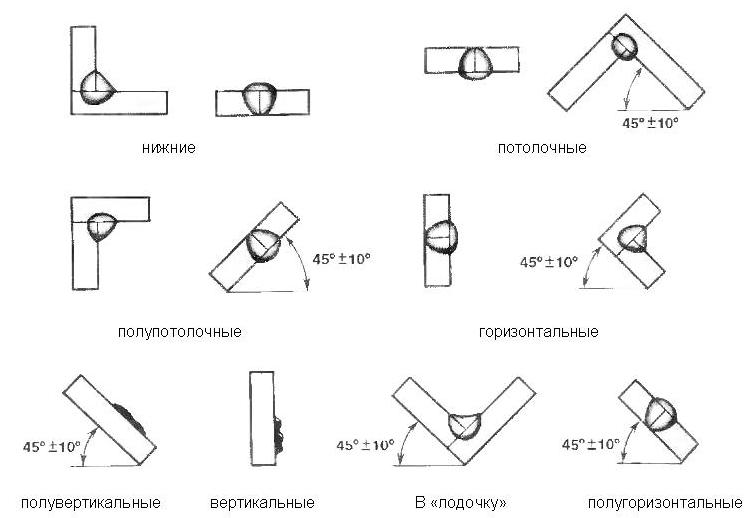 45°±10°
нижние
потолочные
45°±10°
45°±10°
полупотолочные
горизонтальные
45°±10°
45°±10°
45°±10°
полувертикальные
вертикальные
В «лодочку»
полугоризонтальные